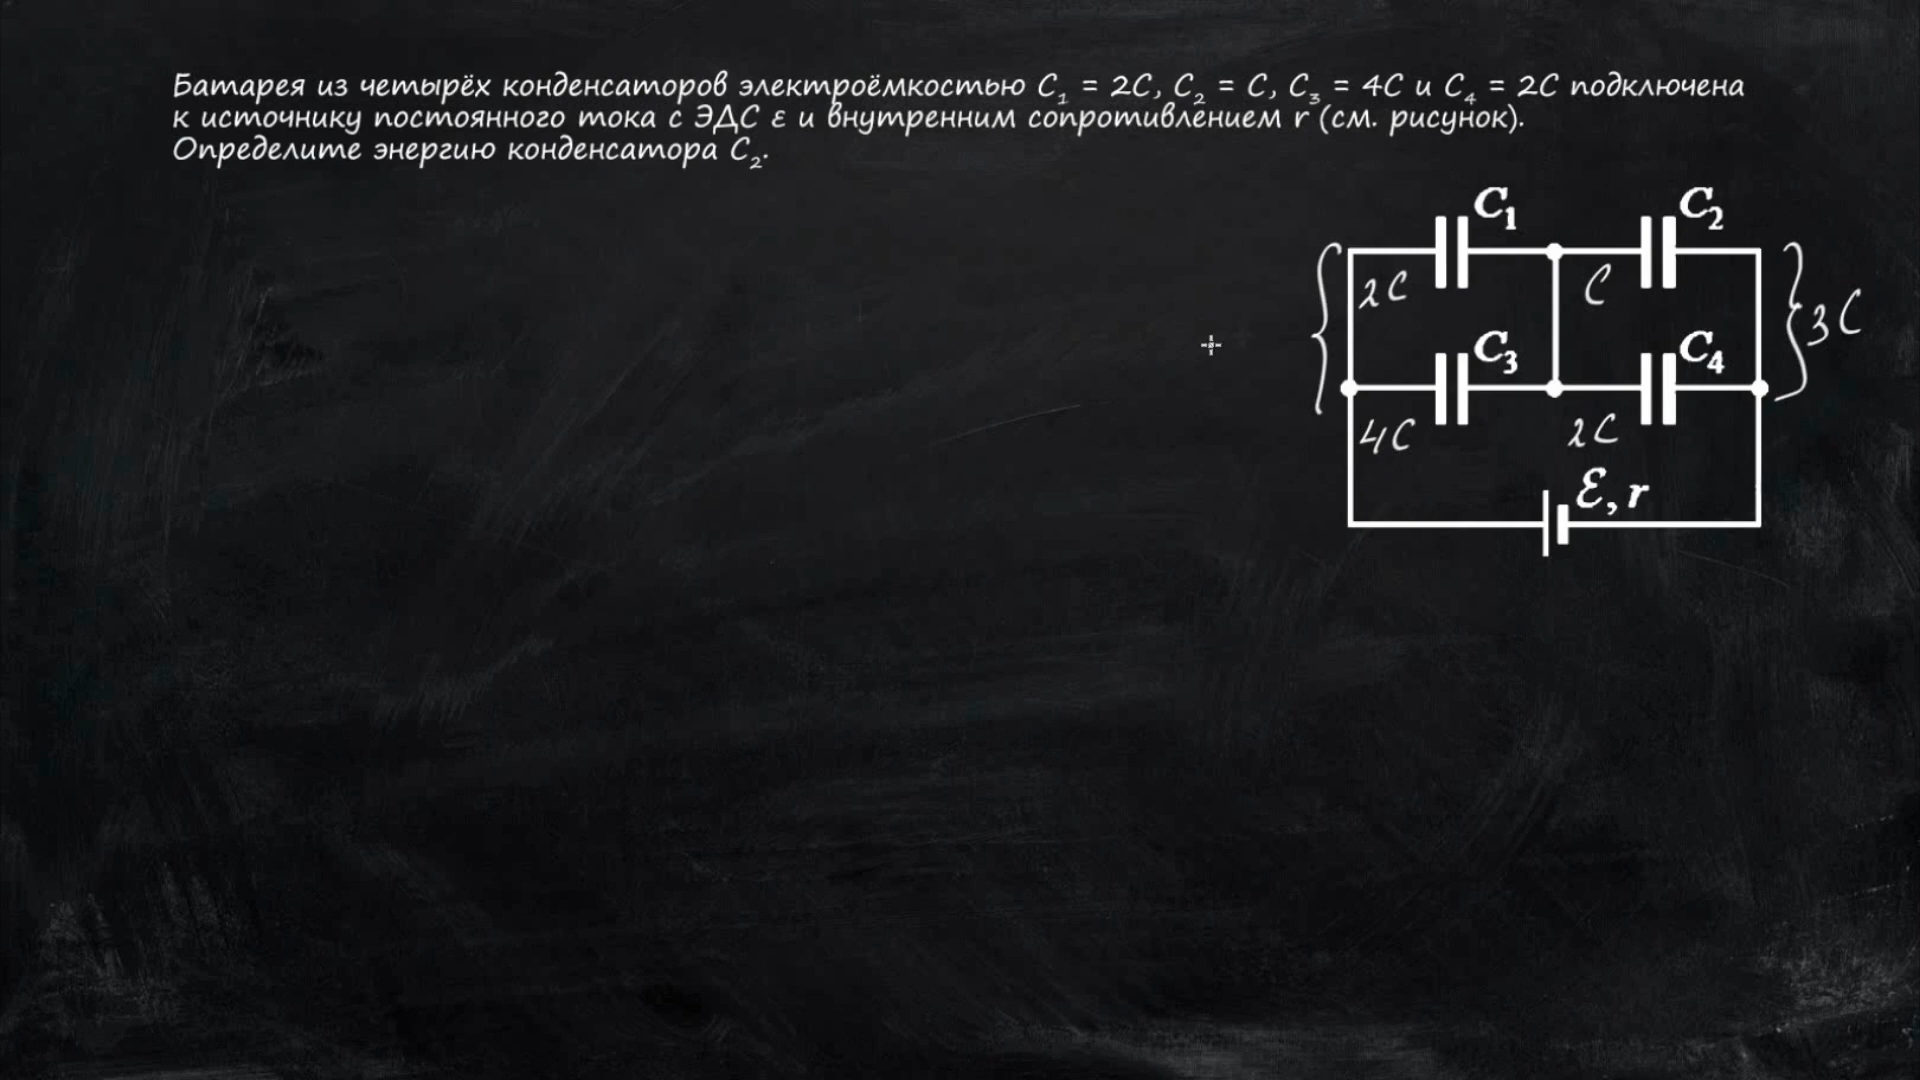 Батарея из четырёх конденсаторов электроёмкостью C₁ = 2C, C₂ = C, C₃ = 4C и C₄ = 2C подключена
к источнику постоянного тока с ЭДС ε и внутренним сопротивлением r (см. рисунок).
Определите энергию конденсатора C₂.
C₁ C₂
2C C 3C
C₃ C₄
4C 2C
ℰ, r